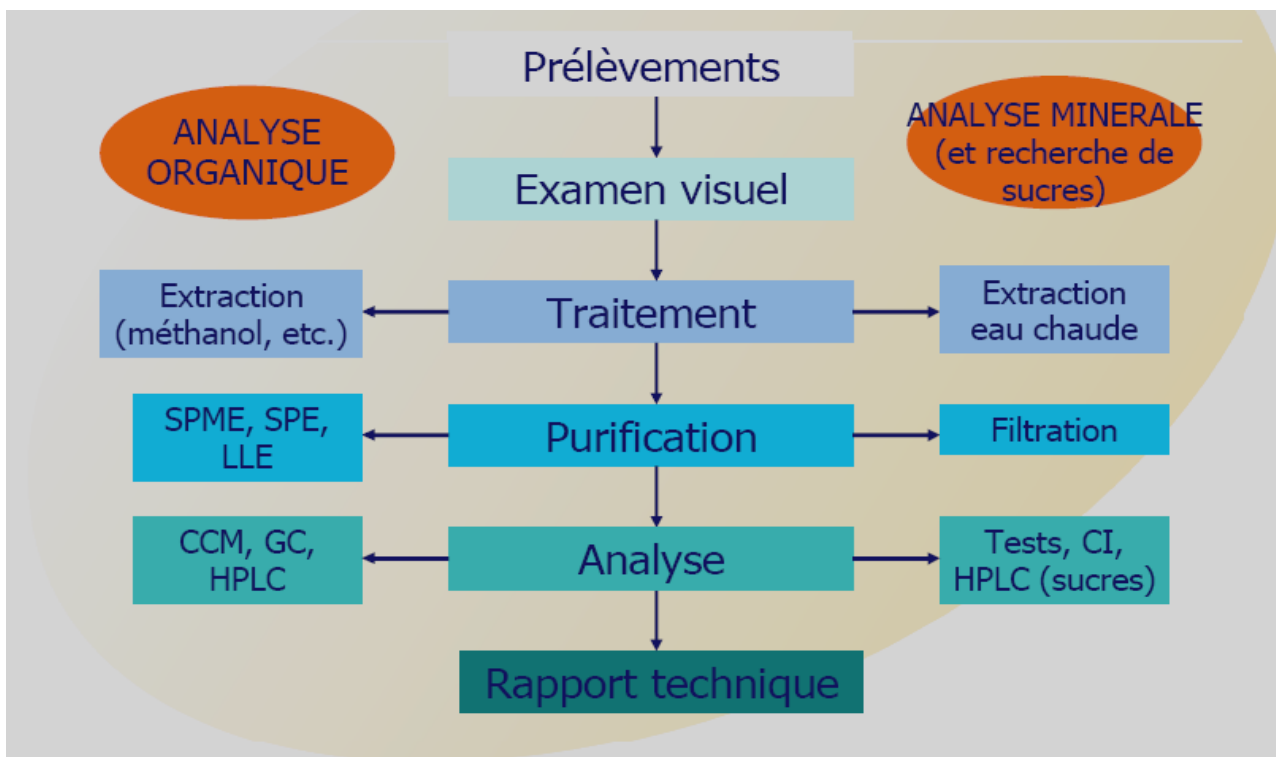 Prélèvements
ANALYSE
ORGANIQUE
ANALYSE MINERALE
(et recherche de
sucres)
Examen visuel
Extraction
(méthanol, etc.)
Traitement
Extraction
eau chaude
SPME, SPE,
LLE
Purification
Filtration
CCM, GC,
HPLC
Analyse
Tests, CI,
HPLC (sucres)
Rapport technique